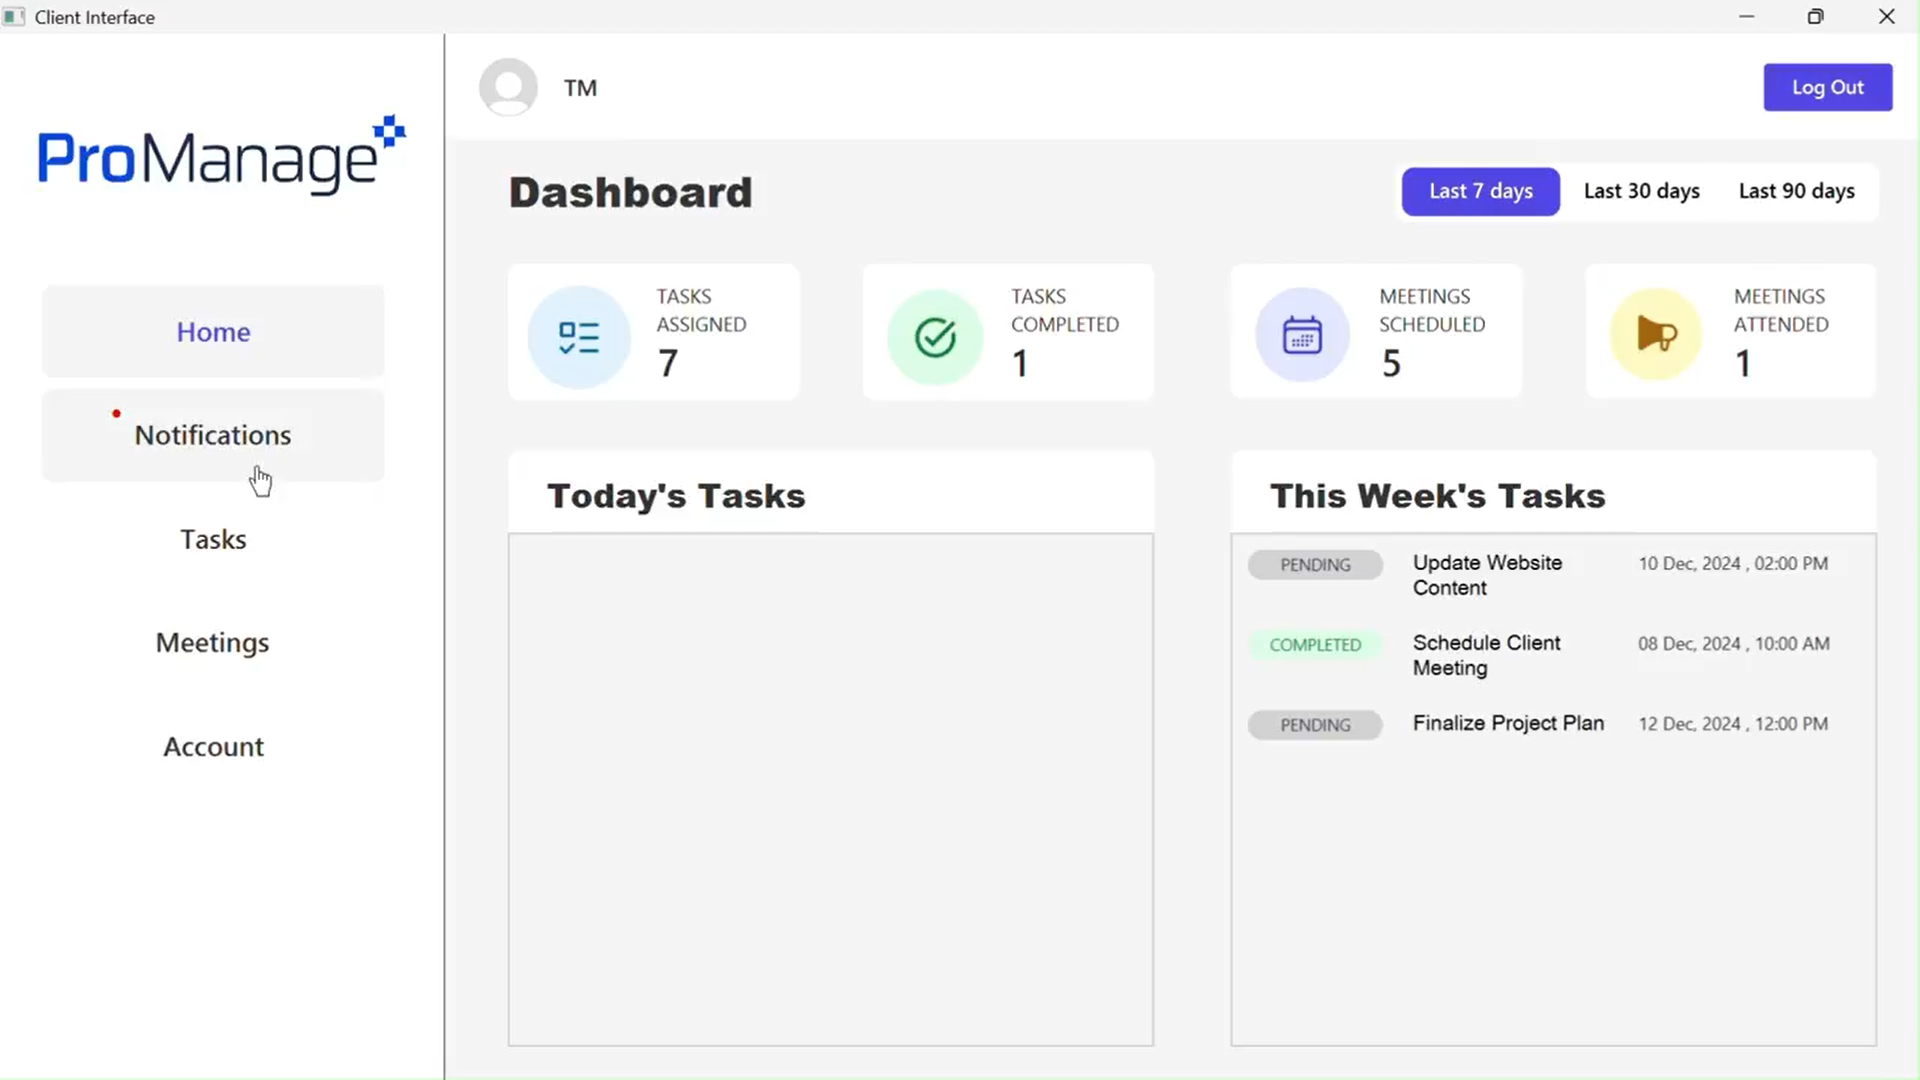 Client Interface
ProManage
TM
Log Out
Dashboard
Last 7 days
Last 30 days
Last 90 days
Home
Notifications
Tasks
Meetings
Account
TASKS
ASSIGNED
7
TASKS
COMPLETED
1
MEETINGS
SCHEDULED
5
MEETINGS
ATTENDED
1
Today's Tasks
This Week's Tasks
PENDING
Update Website
Content
10 Dec, 2024 , 02:00 PM
COMPLETED
Schedule Client
Meeting
08 Dec, 2024 , 10:00 AM
PENDING
Finalize Project Plan
12 Dec, 2024 , 12:00 PM